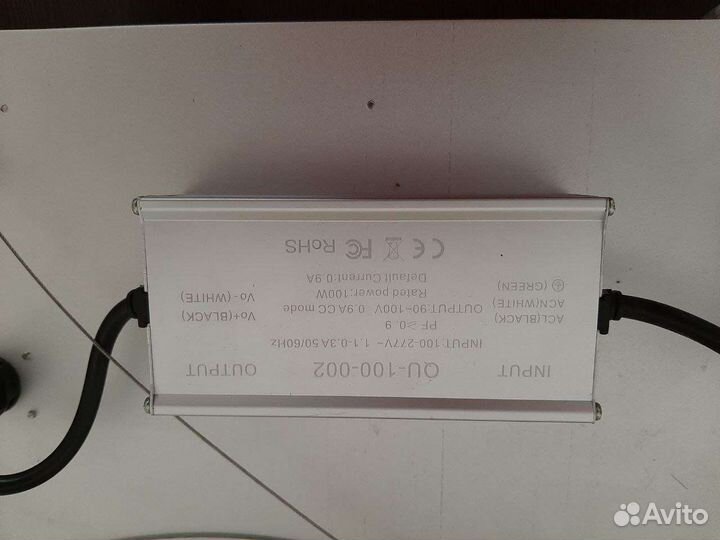 QU-100-002
INPUT
OUTPUT
INPUT:100-277V~ 1.1-0.3A 50/60Hz
PF≥0.9
OUTPUT:90~100V 0.9A CC mode
Rated power:100W
Default Current:0.9A
ACL(BLACK)
ACN(WHITE)
(GREEN)
Vo+(BLACK)
Vo-(WHITE)
CE FC RoHS
Avito